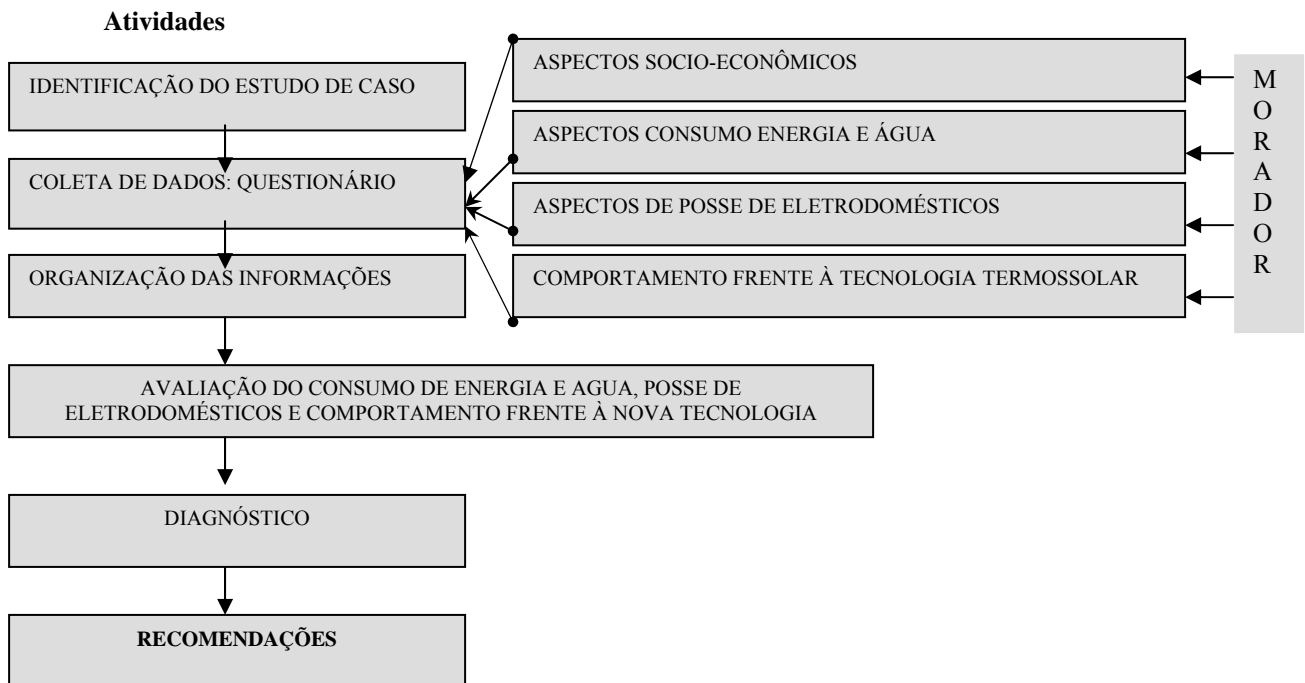 Atividades
IDENTIFICAÇÃO DO ESTUDO DE CASO
COLETA DE DADOS: QUESTIONÁRIO
ORGANIZAÇÃO DAS INFORMAÇÕES
ASPECTOS SOCIO-ECONÔMICOS
ASPECTOS CONSUMO ENERGIA E ÁGUA
ASPECTOS DE POSSE DE ELETRODOMÉSTICOS
COMPORTAMENTO FRENTE À TECNOLOGIA TERMOSSOLAR
M
O
R
A
D
O
R
AVALIAÇÃO DO CONSUMO DE ENERGIA E AGUA, POSSE DE
ELETRODOMÉSTICOS E COMPORTAMENTO FRENTE À NOVA TECNOLOGIA
DIAGNÓSTICO
RECOMENDAÇÕES